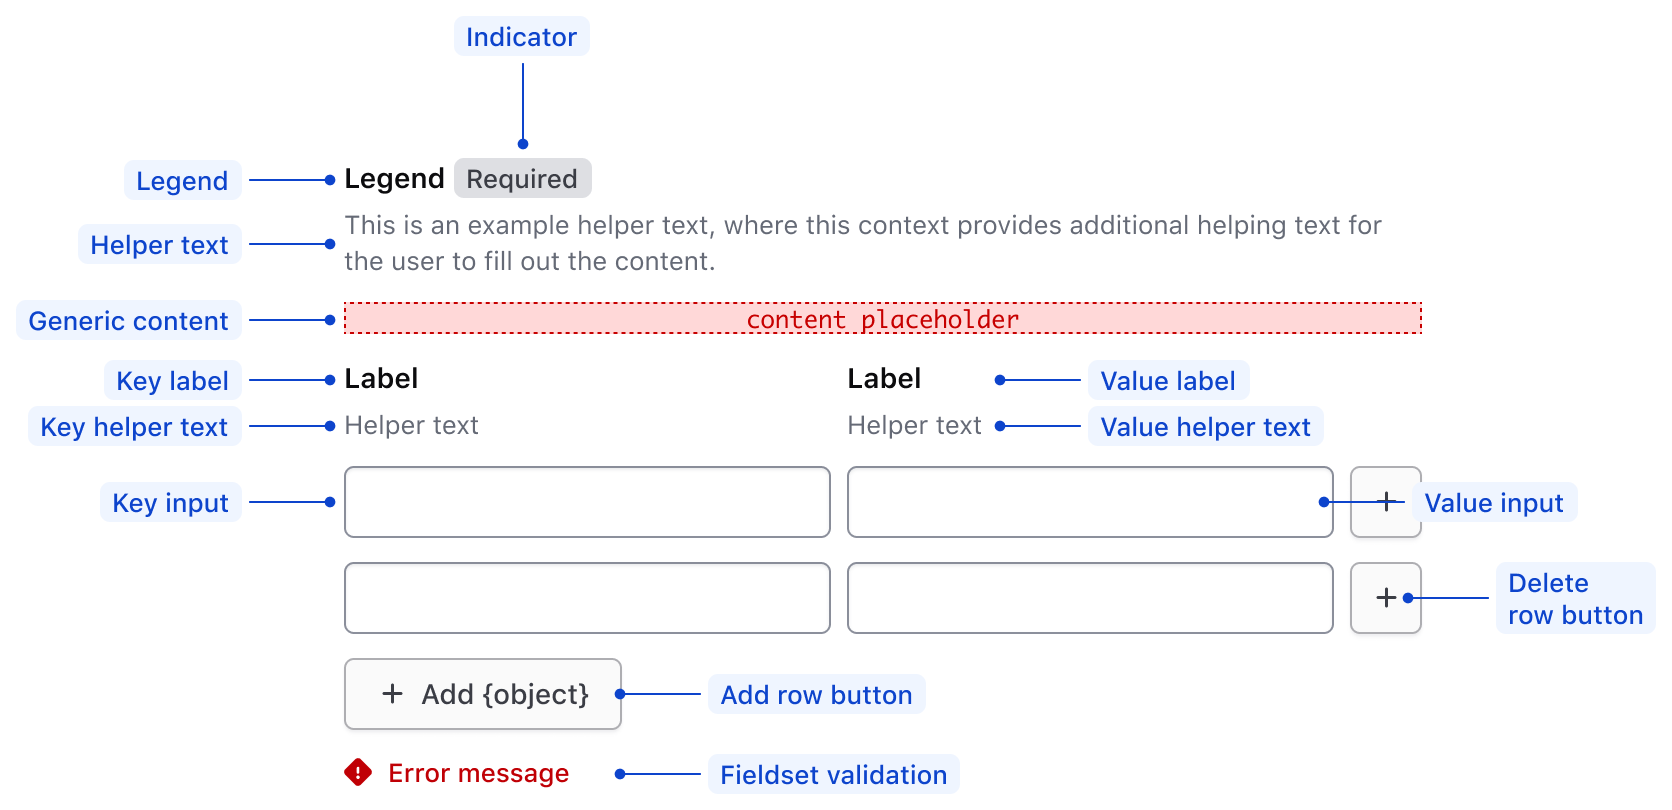 Indicator
Legend
Legend Required
Helper text
This is an example helper text, where this context provides additional helping text for
the user to fill out the content.
Generic content
content placeholder
Key label
Label
Label
Value label
Key helper text
Helper text
Helper text
Value helper text
Key input
+
Value input
+
Delete
row button
+ Add {object}
Add row button
Error message
Fieldset validation